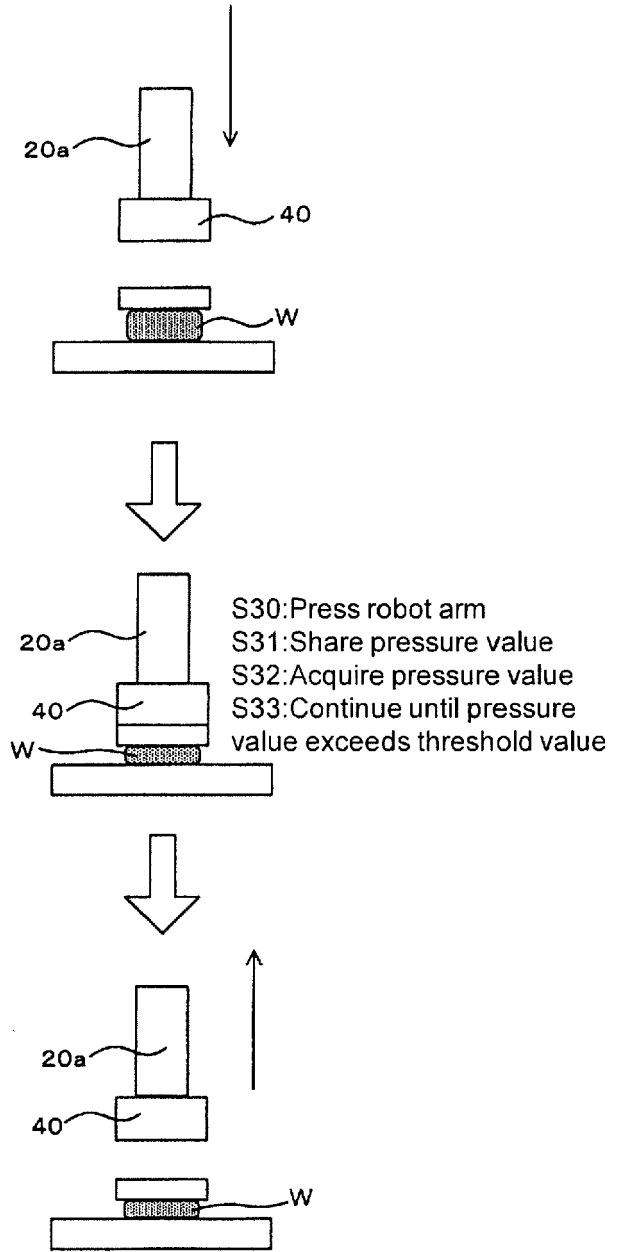 20a
40
W
20a
S30:Press robot arm
S31:Share pressure value
S32:Acquire pressure value
40
S33:Continue until pressure
W
value exceeds threshold value
20a
40
W